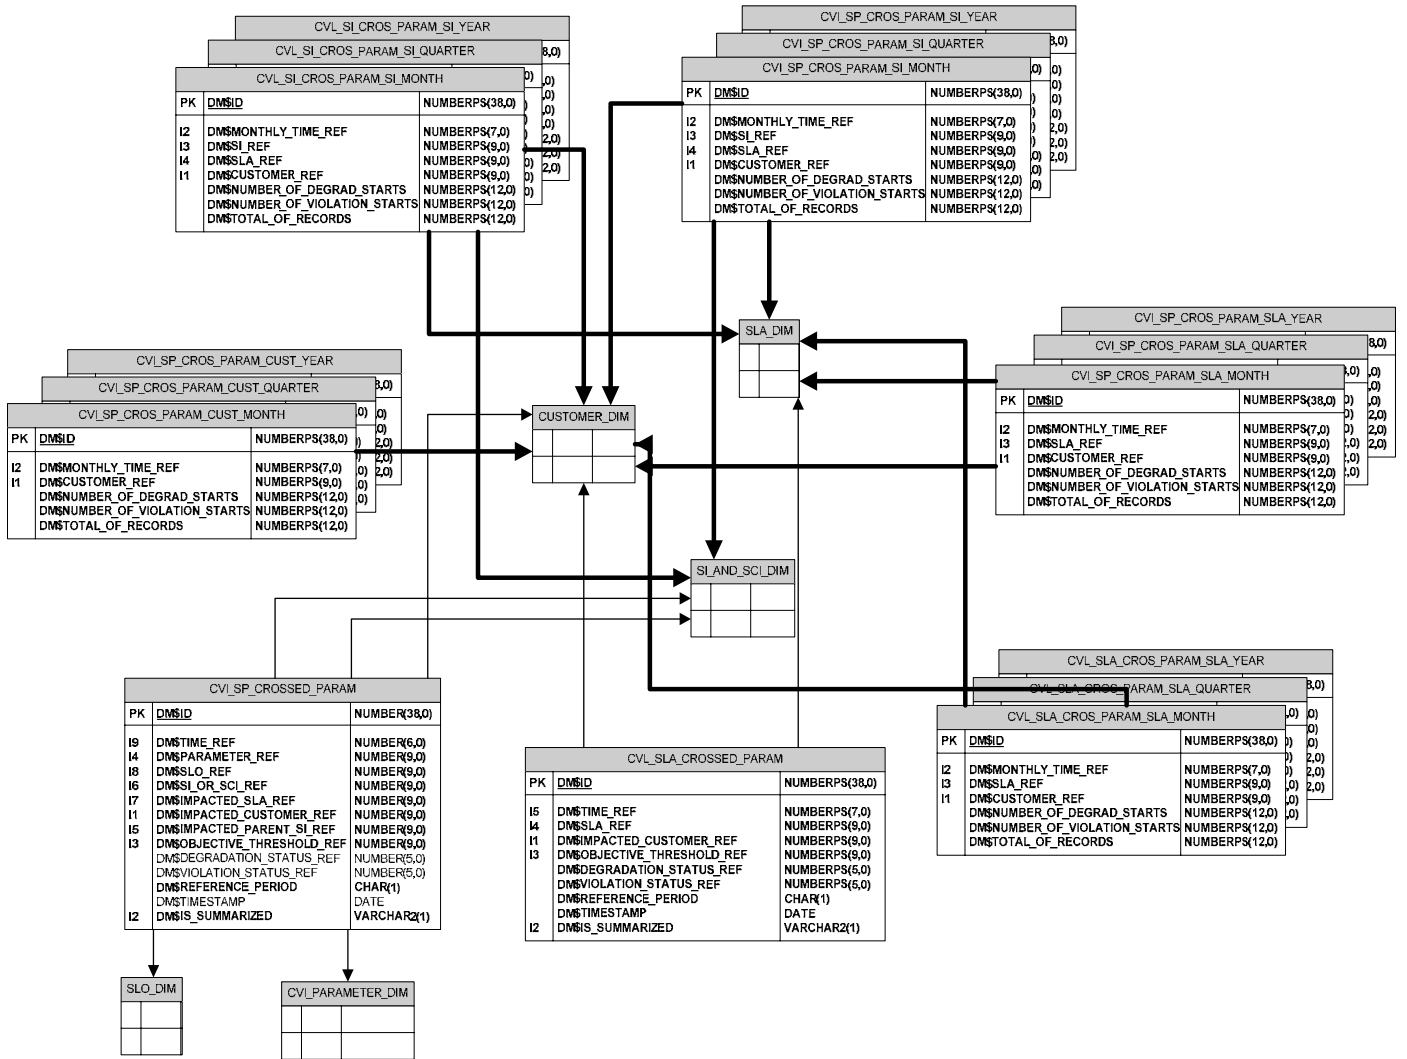 CVL_SI_CROS_PARAM_SI_YEAR
CVL_SI_CROS_PARAM_SI_QUARTER
CVL_SI_CROS_PARAM_SI_MONTH
PK DM$ID NUMBERPS(38,0)
I2 DM$MONTHLY_TIME_REF NUMBERPS(7,0)
I3 DM$SI_REF NUMBERPS(9,0)
I4 DM$SLA_REF NUMBERPS(9,0)
I1 DM$CUSTOMER_REF NUMBERPS(9,0)
DM$NUMBER_OF_DEGRAD_STARTS NUMBERPS(12,0)
DM$NUMBER_OF_VIOLATION_STARTS NUMBERPS(12,0)
DM$TOTAL_OF_RECORDS NUMBERPS(12,0)
CVI_SP_CROS_PARAM_SI_YEAR
CVI_SP_CROS_PARAM_SI_QUARTER
CVI_SP_CROS_PARAM_SI_MONTH
PK DM$ID NUMBERPS(38,0)
I2 DM$MONTHLY_TIME_REF NUMBERPS(7,0)
I3 DM$SI_REF NUMBERPS(9,0)
I4 DM$SLA_REF NUMBERPS(9,0)
I1 DM$CUSTOMER_REF NUMBERPS(9,0)
DM$NUMBER_OF_DEGRAD_STARTS NUMBERPS(12,0)
DM$NUMBER_OF_VIOLATION_STARTS NUMBERPS(12,0)
DM$TOTAL_OF_RECORDS NUMBERPS(12,0)
SLA_DIM
CVI_SP_CROS_PARAM_SLA_YEAR
CVI_SP_CROS_PARAM_SLA_QUARTER
CVI_SP_CROS_PARAM_SLA_MONTH
PK DM$ID NUMBERPS(38,0)
I2 DM$MONTHLY_TIME_REF NUMBERPS(7,0)
I3 DM$SLA_REF NUMBERPS(9,0)
I1 DM$CUSTOMER_REF NUMBERPS(9,0)
DM$NUMBER_OF_DEGRAD_STARTS NUMBERPS(12,0)
DM$NUMBER_OF_VIOLATION_STARTS NUMBERPS(12,0)
DM$TOTAL_OF_RECORDS NUMBERPS(12,0)
CVI_SP_CROS_PARAM_CUST_YEAR
CVI_SP_CROS_PARAM_CUST_QUARTER
CVI_SP_CROS_PARAM_CUST_MONTH
PK DM$ID NUMBERPS(38,0)
I2 DM$MONTHLY_TIME_REF NUMBERPS(7,0)
I1 DM$CUSTOMER_REF NUMBERPS(9,0)
DM$NUMBER_OF_DEGRAD_STARTS NUMBERPS(12,0)
DM$NUMBER_OF_VIOLATION_STARTS NUMBERPS(12,0)
DM$TOTAL_OF_RECORDS NUMBERPS(12,0)
CUSTOMER_DIM
SI_AND_SCI_DIM
CVI_SP_CROSSED_PARAM
PK DM$ID NUMBER(38,0)
I9 DM$TIME_REF NUMBER(6,0)
I4 DM$PARAMETER_REF NUMBER(9,0)
I8 DM$SLO_REF NUMBER(9,0)
I6 DM$SI_OR_SCI_REF NUMBER(9,0)
I7 DM$IMPACTED_SLA_REF NUMBER(9,0)
I1 DM$IMPACTED_CUSTOMER_REF NUMBER(9,0)
I5 DM$IMPACTED_PARENT_SI_REF NUMBER(9,0)
I3 DM$OBJECTIVE_THRESHOLD_REF NUMBER(9,0)
DM$DEGRADATION_STATUS_REF NUMBER(5,0)
DM$VIOLATION_STATUS_REF NUMBER(5,0)
DM$REFERENCE_PERIOD CHAR(1)
DM$TIMESTAMP DATE
I2 DM$IS_SUMMARIZED VARCHAR2(1)
CVL_SLA_CROSSED_PARAM
PK DM$ID NUMBERPS(38,0)
I5 DM$TIME_REF NUMBERPS(7,0)
I4 DM$SLA_REF NUMBERPS(9,0)
I1 DM$IMPACTED_CUSTOMER_REF NUMBERPS(9,0)
I3 DM$OBJECTIVE_THRESHOLD_REF NUMBERPS(9,0)
DM$DEGRADATION_STATUS_REF NUMBERPS(5,0)
DM$VIOLATION_STATUS_REF NUMBERPS(5,0)
DM$REFERENCE_PERIOD CHAR(1)
DM$TIMESTAMP DATE
I2 DM$IS_SUMMARIZED VARCHAR2(1)
CVL_SLA_CROS_PARAM_SLA_YEAR
CVL_SLA_CROS_PARAM_SLA_QUARTER
CVL_SLA_CROS_PARAM_SLA_MONTH
PK DM$ID NUMBERPS(38,0)
I2 DM$MONTHLY_TIME_REF NUMBERPS(7,0)
I3 DM$SLA_REF NUMBERPS(9,0)
I1 DM$CUSTOMER_REF NUMBERPS(9,0)
DM$NUMBER_OF_DEGRAD_STARTS NUMBERPS(12,0)
DM$NUMBER_OF_VIOLATION_STARTS NUMBERPS(12,0)
DM$TOTAL_OF_RECORDS NUMBERPS(12,0)
SLO_DIM
CVI_PARAMETER_DIM